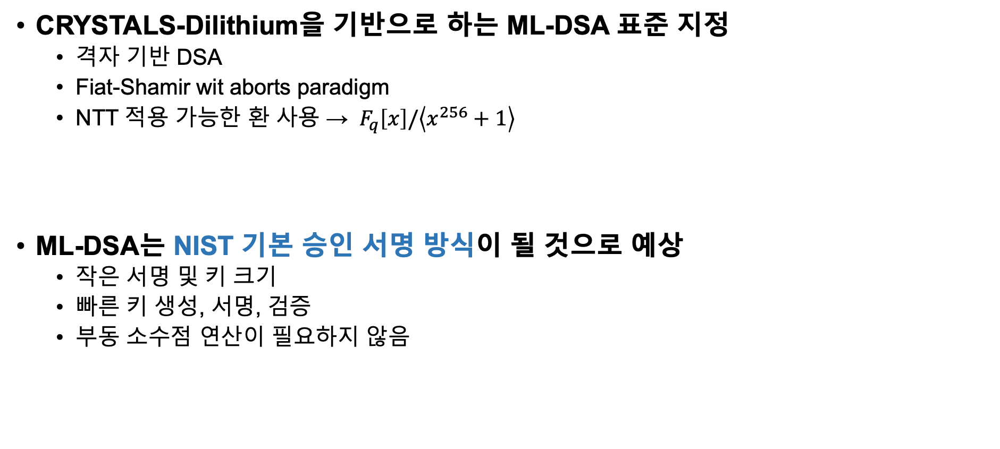 • CRYSTALS-Dilithium을 기반으로 하는 ML-DSA 표준 지정
• 격자 기반 DSA
• Fiat-Shamir wit aborts paradigm
• NTT 적용 가능한 환 사용 → F_q[x]/⟨x^256 + 1⟩
• ML-DSA는 NIST 기본 승인 서명 방식이 될 것으로 예상
• 작은 서명 및 키 크기
• 빠른 키 생성, 서명, 검증
• 부동 소수점 연산이 필요하지 않음